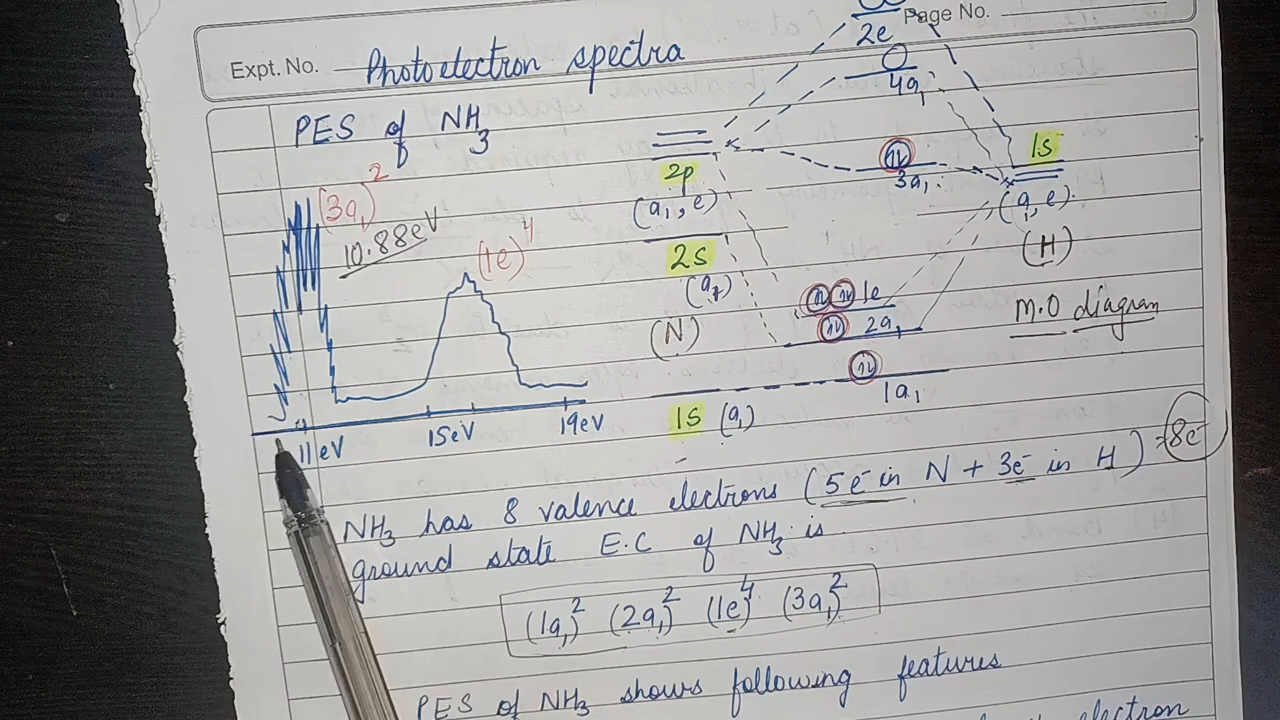 Page No.
Expt. No. Photoelectron spectra
PES of NH3
(3a1)2
10.88eV
(1e)4
11eV
15eV
19eV
2e
4a1
2p
(a1, e)
2s
(a1)
(N)
3a1
1s
(a1, e)
(H)
1e
2a1
1a1
1s (a1)
M.O diagram
NH3 has 8 valence electrons (5e- in N + 3e- in H) = 8e-
ground state E.C of NH3 is
(1a1)2 (2a1)2 (1e)4 (3a1)2
PES of NH3 shows following features
electron